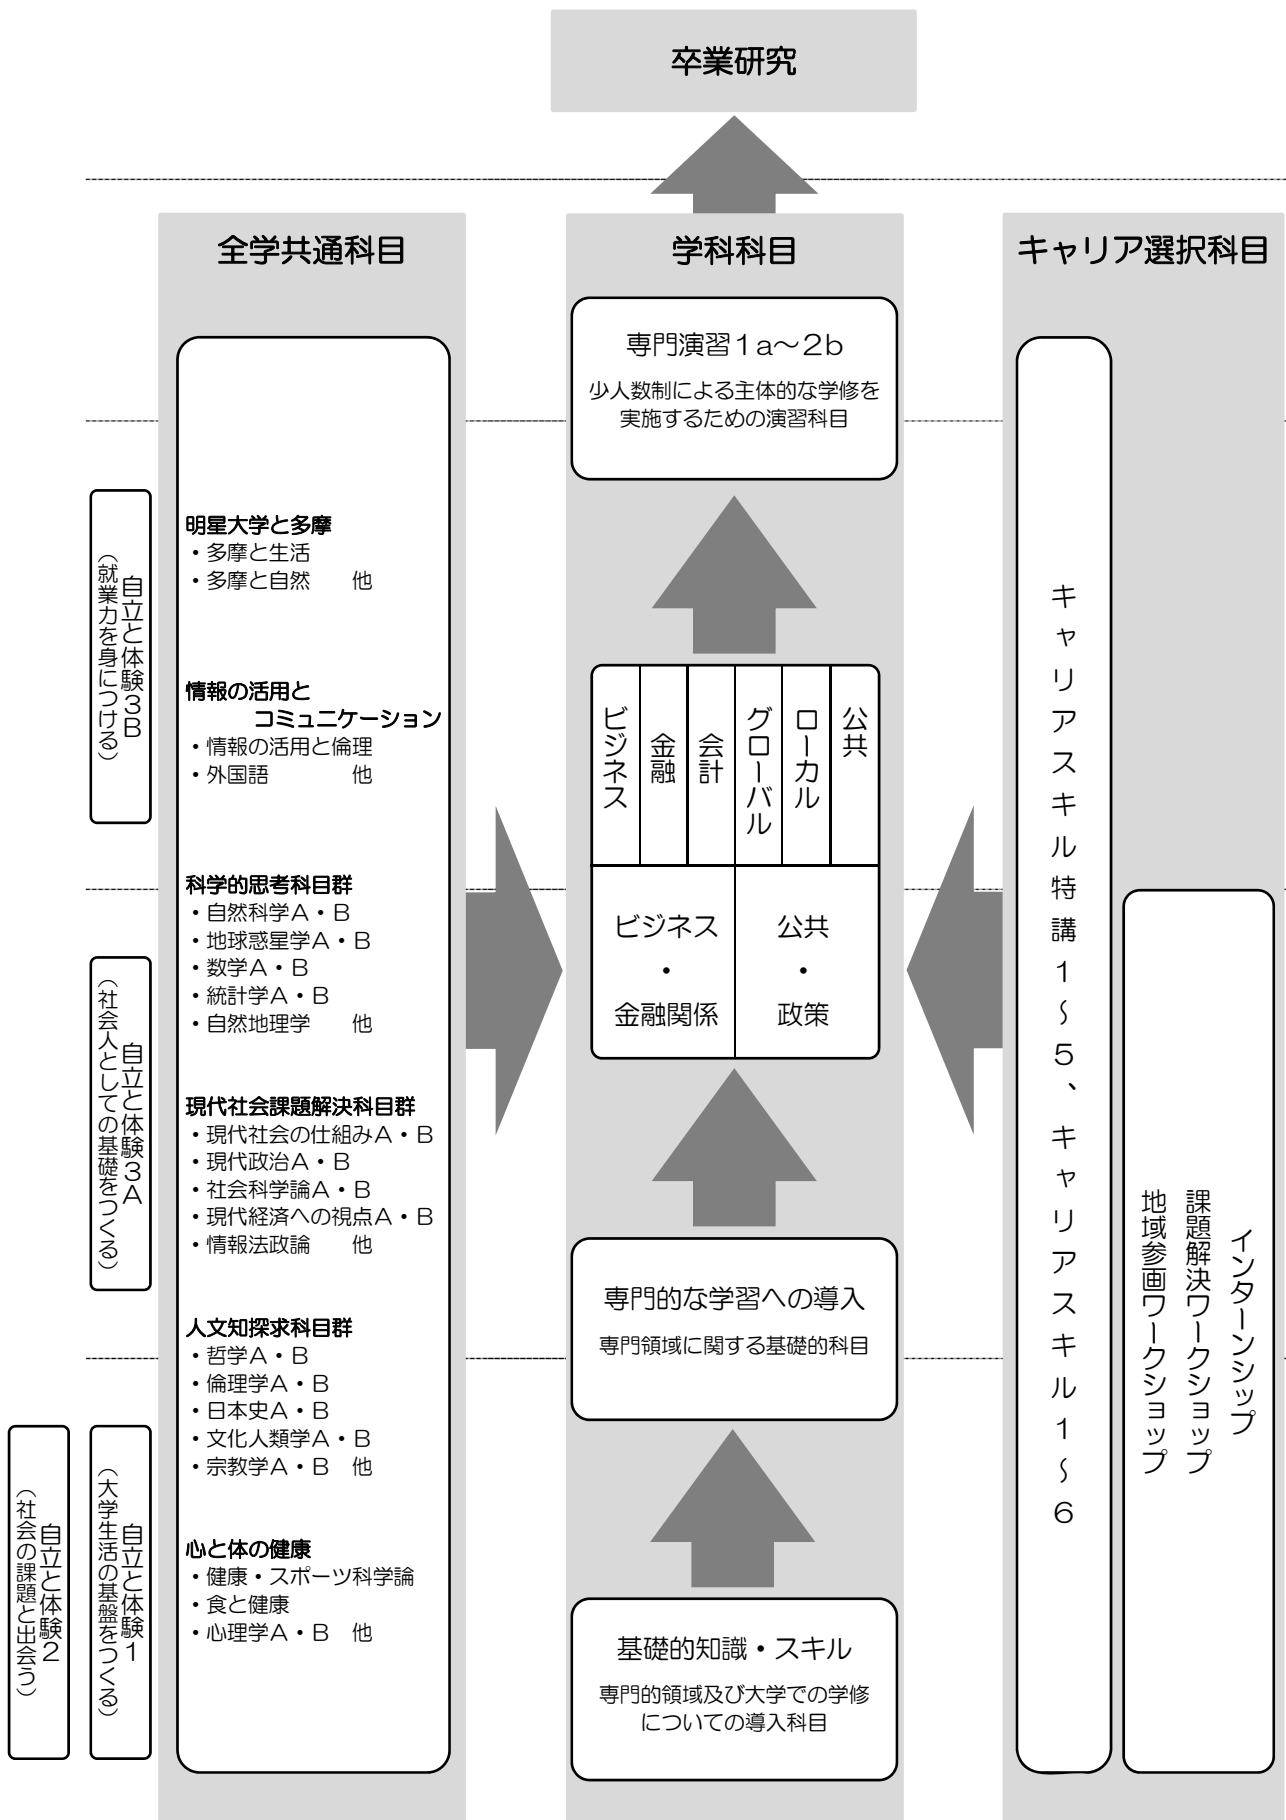 卒業研究
全学共通科目
明星大学と多摩
・多摩と生活
・多摩と自然　他
情報の活用と
コミュニケーション
・情報の活用と倫理
・外国語　他
科学的思考科目群
・自然科学A・B
・地球惑星学A・B
・数学A・B
・統計学A・B
・自然地理学　他
現代社会課題解決科目群
・現代社会の仕組みA・B
・現代政治A・B
・社会科学論A・B
・現代経済への視点A・B
・情報法政論　他
人文知探求科目群
・哲学A・B
・倫理学A・B
・日本史A・B
・文化人類学A・B
・宗教学A・B　他
心と体の健康
・健康・スポーツ科学論
・食と健康
・心理学A・B　他
自立と体験3B
（就業力を身につける）
自立と体験3A
（社会人としての基礎をつくる）
自立と体験1
（大学生活の基盤をつくる）
自立と体験2
（社会の課題と出会う）
学科科目
専門演習1a～2b
少人数制による主体的な学修を
実施するための演習科目
ビジネス
金融
会計
グローバル
ローカル
公共
ビジネス
・
金融関係
公共
・
政策
専門的な学習への導入
専門領域に関する基礎的科目
基礎的知識・スキル
専門的領域及び大学での学修
についての導入科目
キャリア選択科目
キャリアスキル特講1～5、キャリアスキル1～6
インターンシップ
課題解決ワークショップ
地域参画ワークショップ